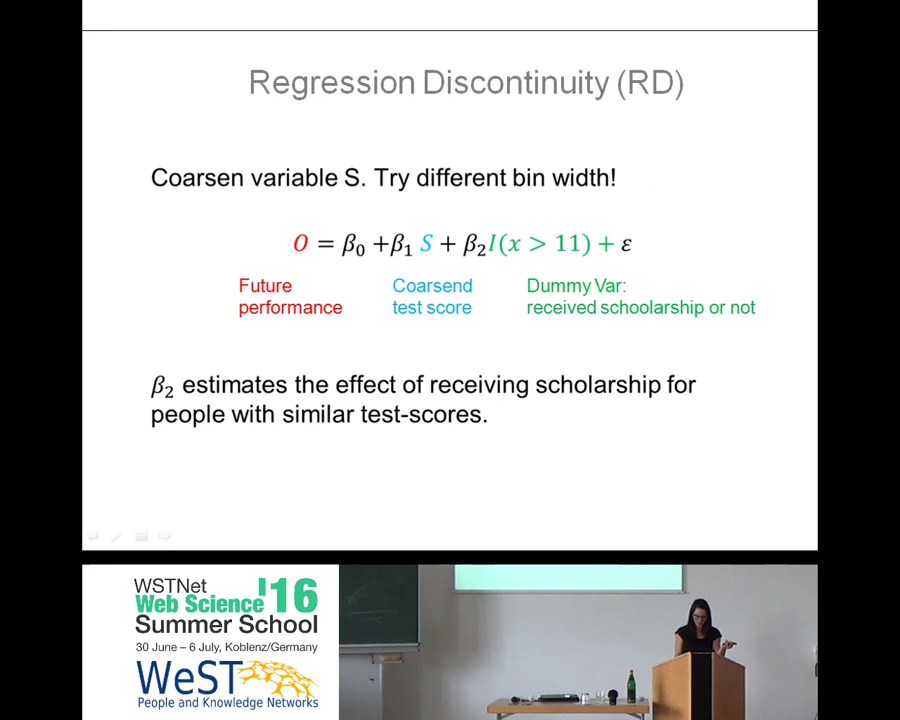 Regression Discontinuity (RD)
Coarsen variable S. Try different bin width!
O = β₀ +β₁ S + β₂I(x > 11) + ε
Future performance
Coarsend test score
Dummy Var: received schoolarship or not
β₂ estimates the effect of receiving scholarship for
people with similar test-scores.
WSTNet
Web Science '16
Summer School
30 June – 6 July, Koblenz/Germany
WeST
People and Knowledge Networks